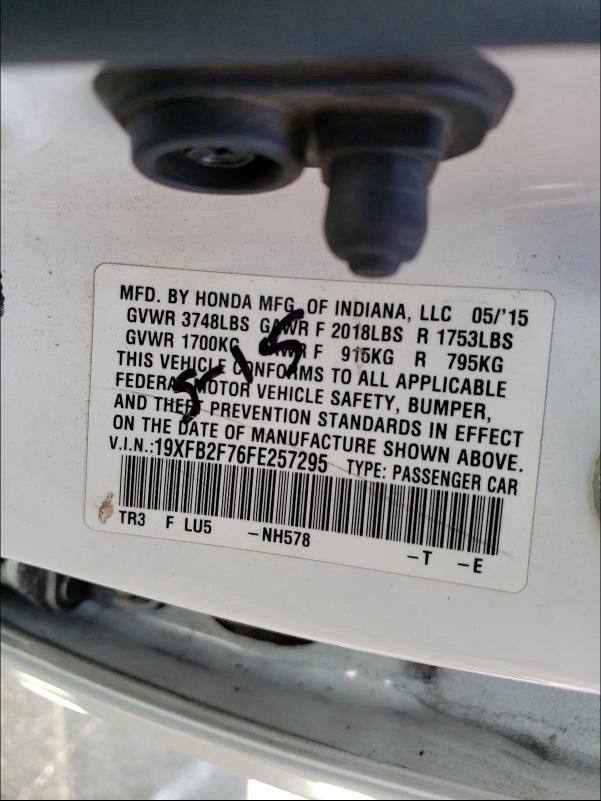 MFD. BY HONDA MFG. OF INDIANA, LLC 05/'15
GVWR 3748LBS GAWR F 2018LBS R 1753LBS
GVWR 1700KG GAWR F 915KG R 795KG
THIS VEHICLE CONFORMS TO ALL APPLICABLE
FEDERAL MOTOR VEHICLE SAFETY, BUMPER,
AND THEFT PREVENTION STANDARDS IN EFFECT
ON THE DATE OF MANUFACTURE SHOWN ABOVE.
V.I.N.:19XFB2F76FE257295 TYPE: PASSENGER CAR
TR3 F LU5 –NH578 –T –E
5-15